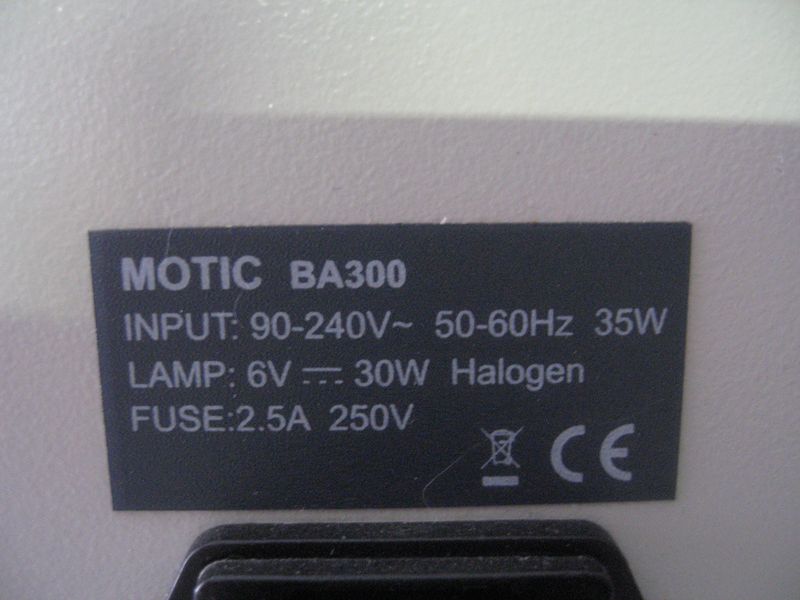 MOTIC BA300
INPUT: 90-240V~ 50-60Hz 35W
LAMP: 6V ⎓ 30W Halogen
FUSE:2.5A 250V
CE